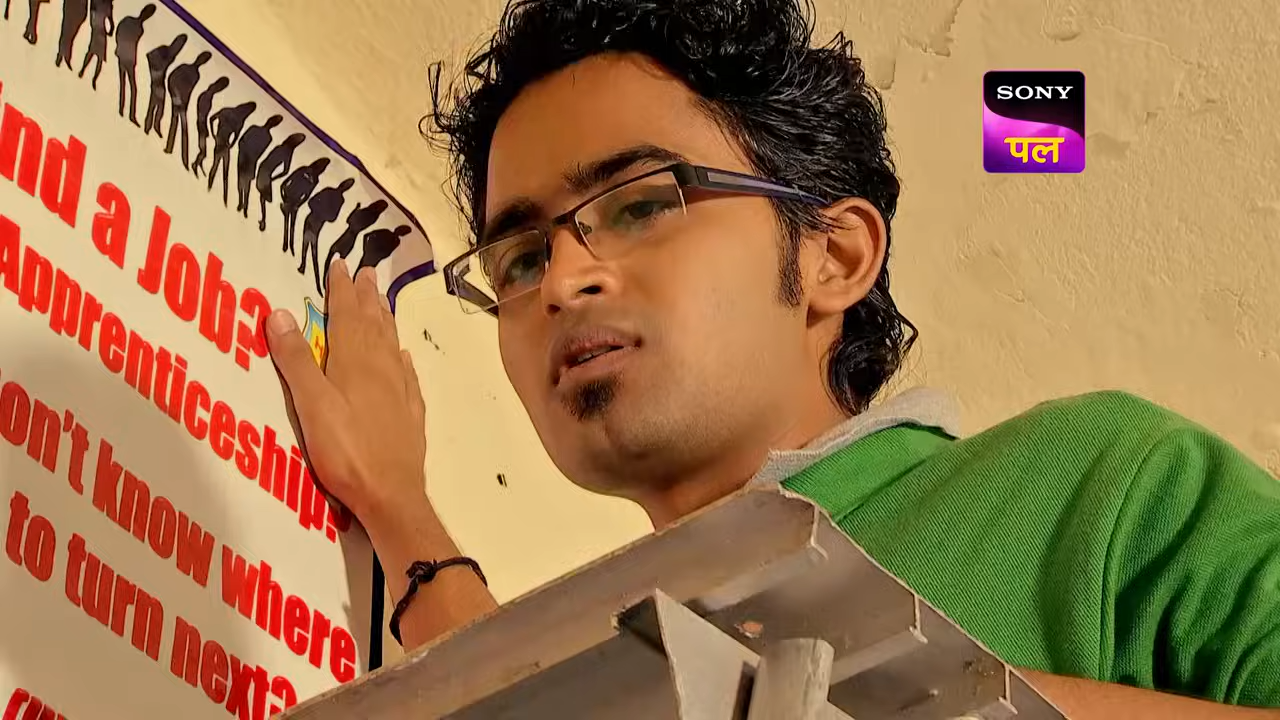 nd a Job?
Apprenticeship?
on't know where
to turn next?
SONY
पल